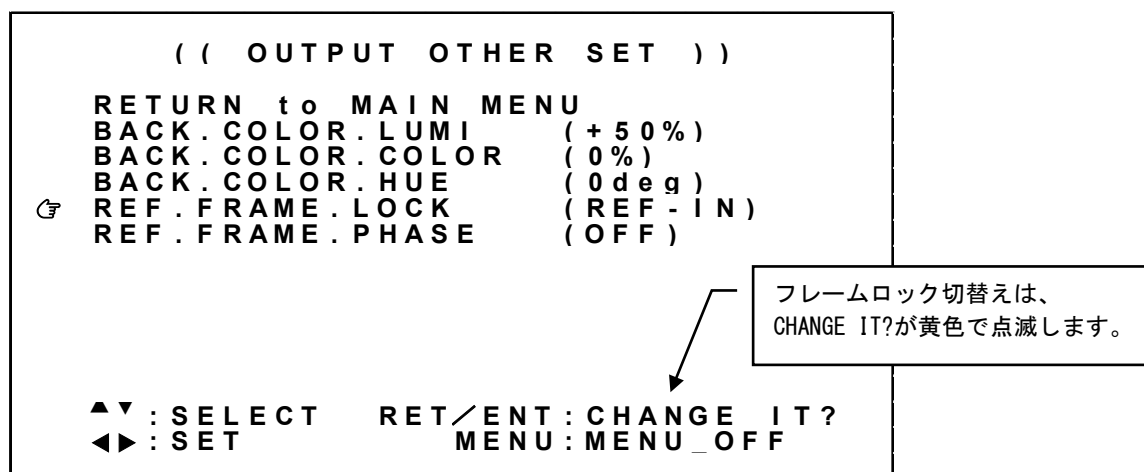 (( OUTPUT OTHER SET ))
RETURN to MAIN MENU
BACK.COLOR.LUMI (+50%)
BACK.COLOR.COLOR (0%)
BACK.COLOR.HUE (0deg)
☞ REF.FRAME.LOCK (REF-IN)
REF.FRAME.PHASE (OFF)
フレームロック切替えは、
CHANGE IT?が黄色で点滅します。
▲▼:SELECT RET/ENT:CHANGE IT?
◀▶:SET MENU:MENU_OFF